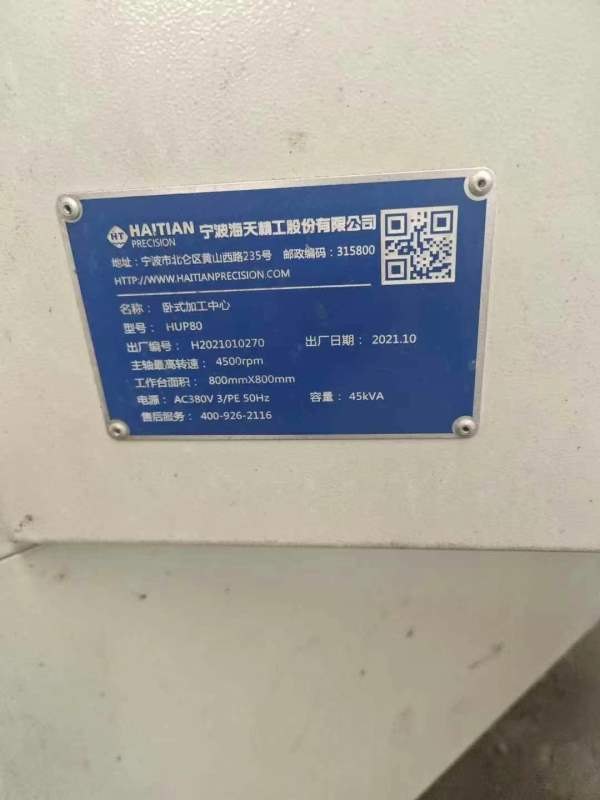 HT HAITIAN PRECISION 宁波海天精工股份有限公司
地址：宁波市北仑区黄山西路235号 邮政编码：315800
HTTP://WWW.HAITIANPRECISION.COM
名称： 卧式加工中心
型号： HUP80
出厂编号： H2021010270 出厂日期： 2021.10
主轴最高转速： 4500rpm
工作台面积： 800mmX800mm
电源： AC380V 3/PE 50Hz 容量： 45kVA
售后服务： 400-926-2116